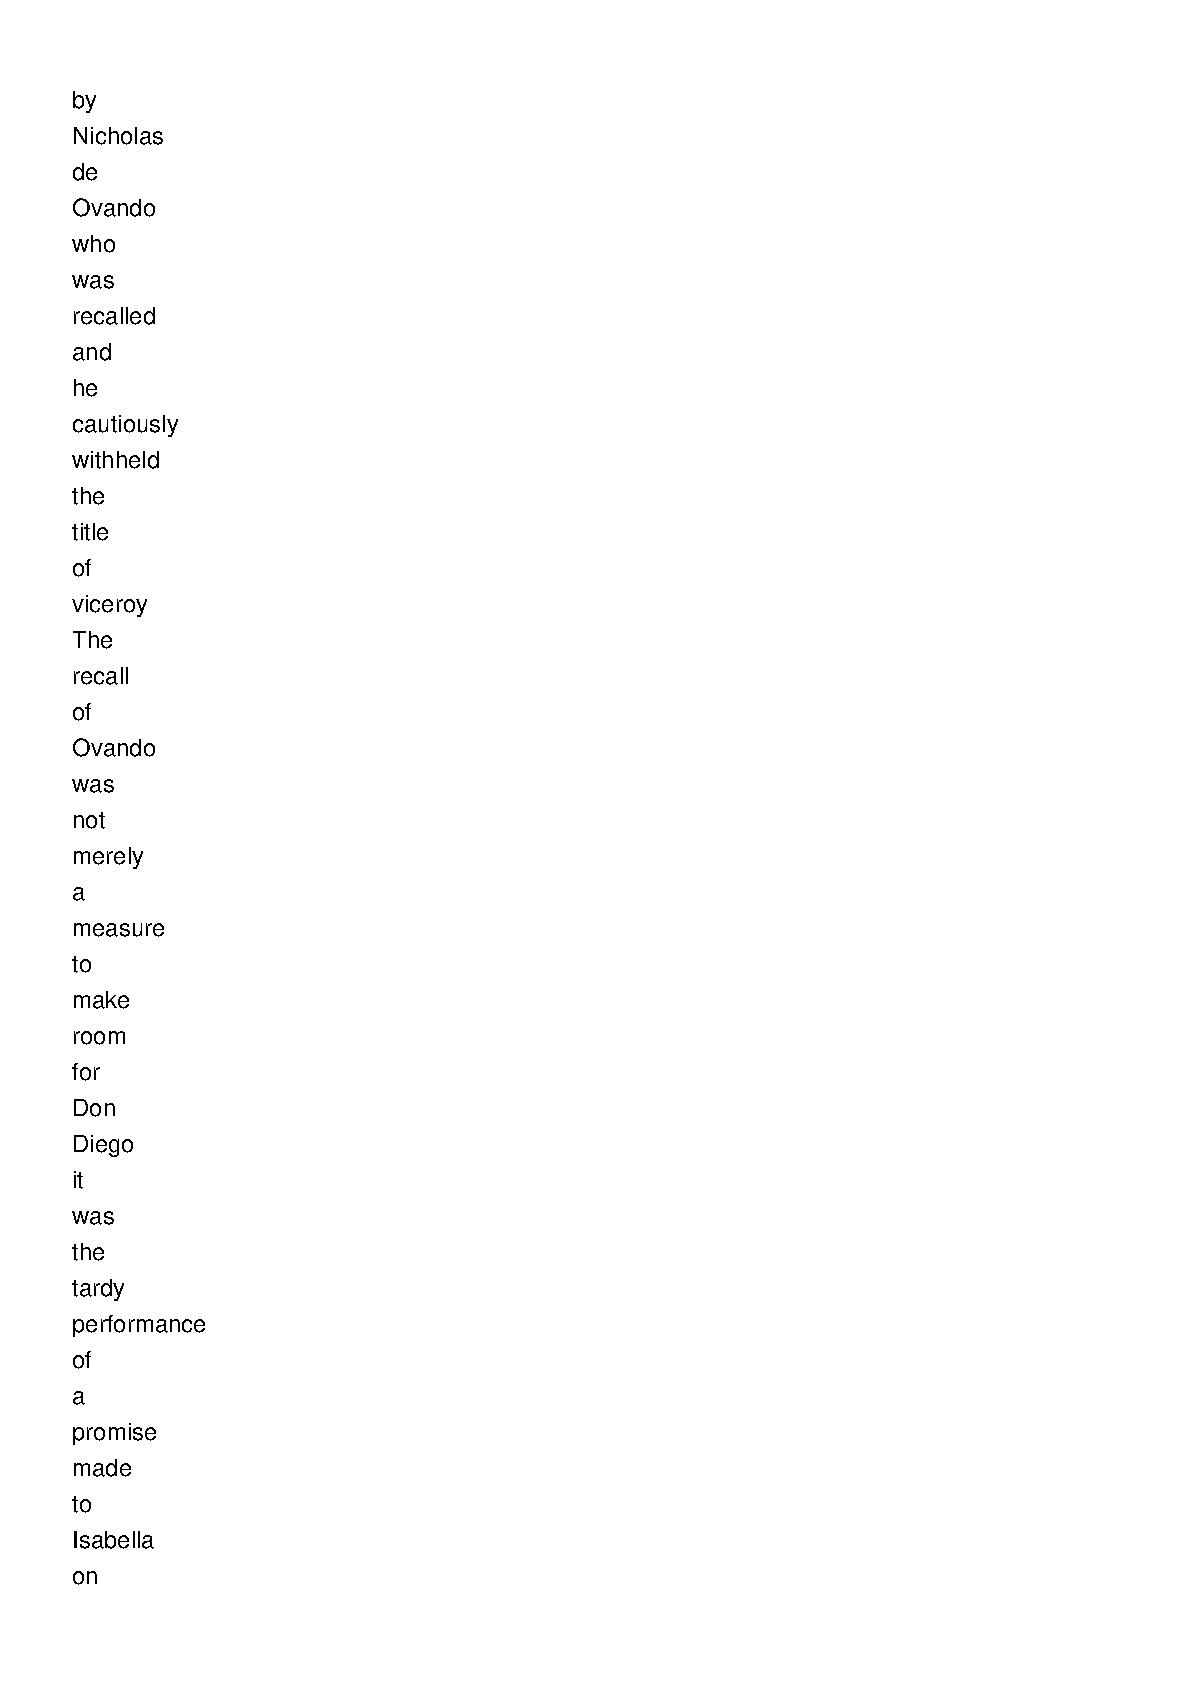 by
Nicholas
de
Ovando
who
was
recalled
and
he
cautiously
withheld
the
title
of
viceroy
The
recall
of
Ovando
was
not
merely
a
measure
to
make
room
for
Don
Diego
it
was
the
tardy
performance
of
a
promise
made
to
Isabella
on